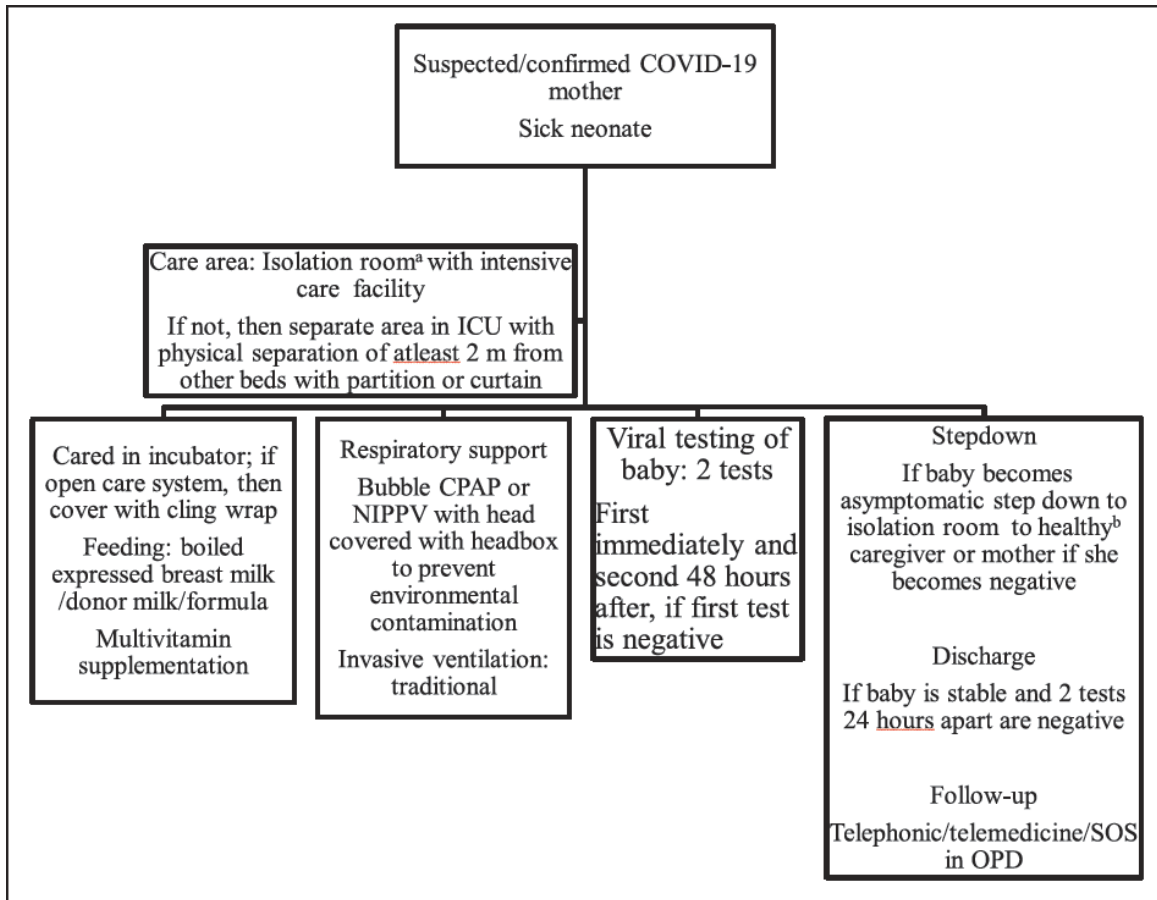 Suspected/confirmed COVID-19
mother
Sick neonate
Care area: Isolation roomᵃ with intensive
care facility
If not, then separate area in ICU with
physical separation of atleast 2 m from
other beds with partition or curtain
Cared in incubator; if
open care system, then
cover with cling wrap
Feeding: boiled
expressed breast milk
/donor milk/formula
Multivitamin
supplementation
Respiratory support
Bubble CPAP or
NIPPV with head
covered with headbox
to prevent
environmental
contamination
Invasive ventilation:
traditional
Viral testing of
baby: 2 tests
First
immediately and
second 48 hours
after, if first test
is negative
Stepdown
If baby becomes
asymptomatic step down to
isolation room to healthyᵇ
caregiver or mother if she
becomes negative
Discharge
If baby is stable and 2 tests
24 hours apart are negative
Follow-up
Telephonic/telemedicine/SOS
in OPD